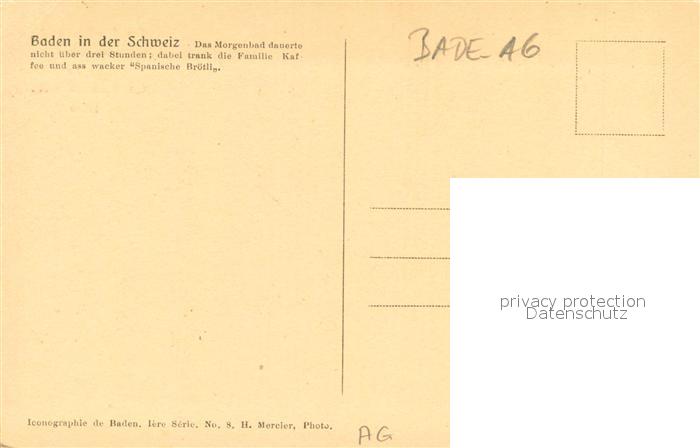 Baden in der Schweiz - Das Morgenbad dauerte
nicht über drei Stunden; dabei trank die Familie Kaf-
fee und ass wacker "Spanische Brötli„.
BADE-AG
privacy protection
Datenschutz
Iconographie de Baden. 1ère Série. No. 8. H. Mercier, Photo.
AG